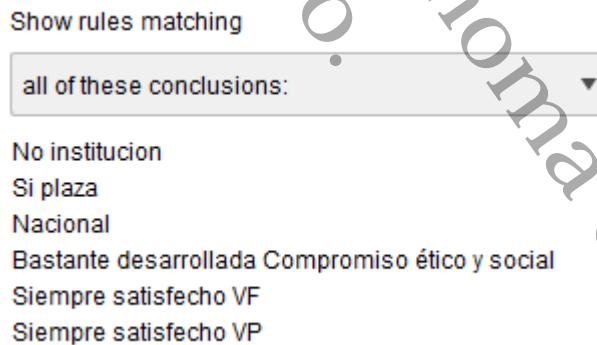 Show rules matching
all of these conclusions:
No institucion
Si plaza
Nacional
Bastante desarrollada Compromiso ético y social
Siempre satisfecho VF
Siempre satisfecho VP